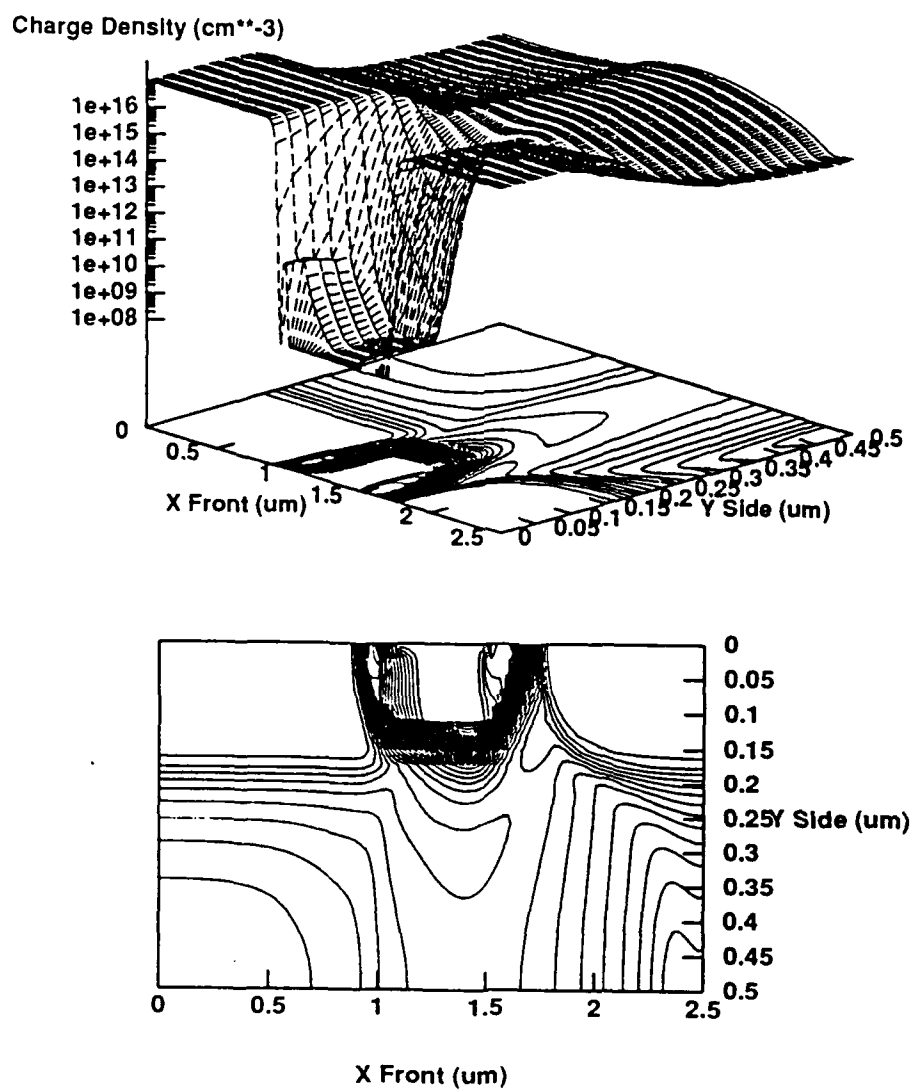 Charge Density (cm**-3)
1e+16
1e+15
1e+14
1e+13
1e+12
1e+11
1e+10
1e+09
1e+08
0
0.5
1
1.5
2
2.5
X Front (um)
0
0.05
0.1
0.15
0.2
0.25
0.3
0.35
0.4
0.45
0.5
Y Side (um)
0
0.05
0.1
0.15
0.2
0.25
0.3
0.35
0.4
0.45
0.5
Y Side (um)
0
0.5
1
1.5
2
2.5
X Front (um)